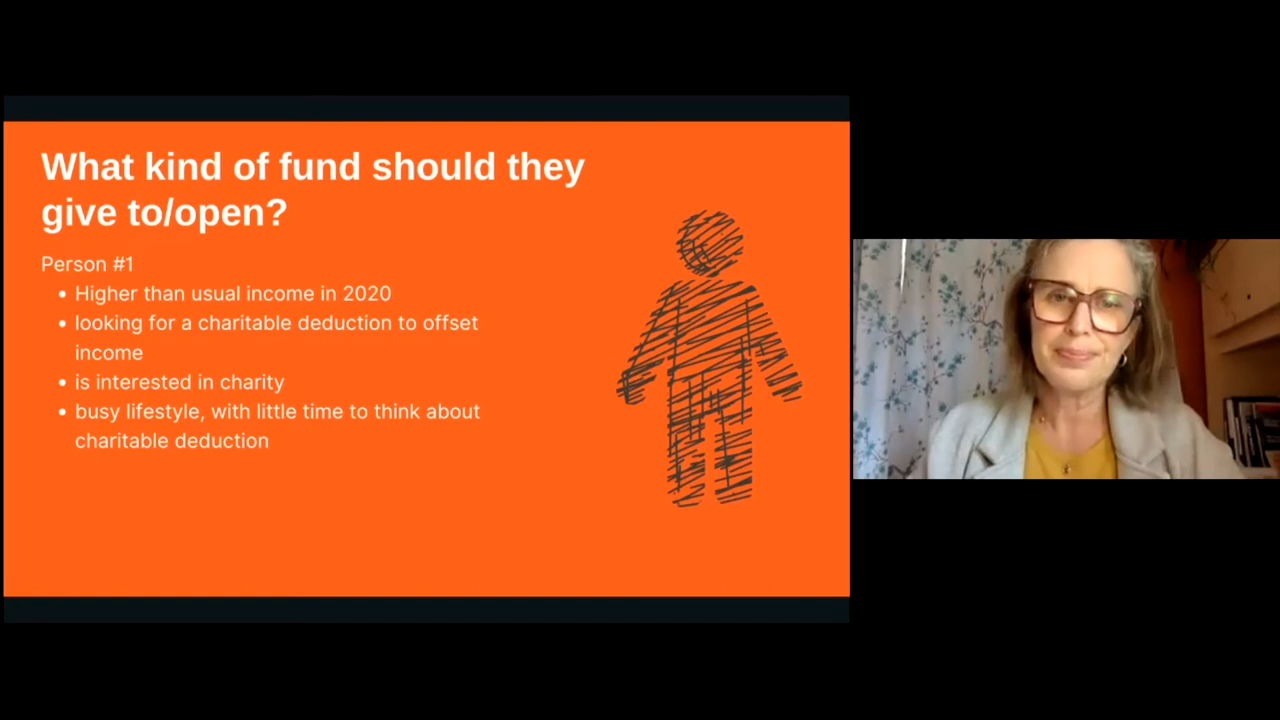 What kind of fund should they
give to/open?
Person #1
• Higher than usual income in 2020
• looking for a charitable deduction to offset
income
• is interested in charity
• busy lifestyle, with little time to think about
charitable deduction